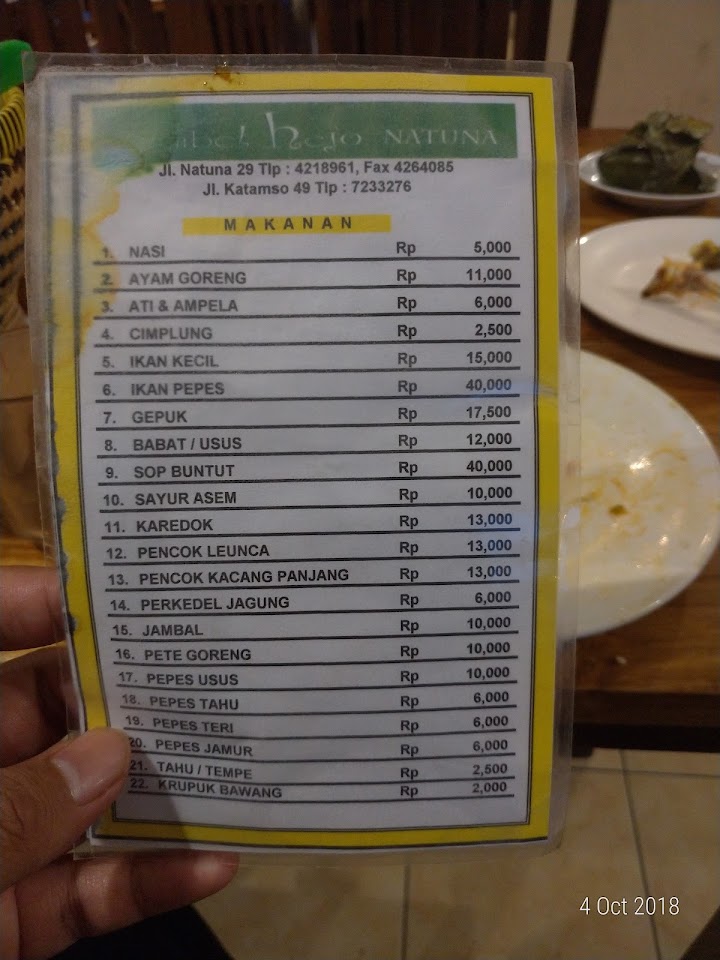 Hejo NATUNA
Jl. Natuna 29 Tlp : 4218961, Fax 4264085
Jl. Katamso 49 Tlp : 7233276
MAKANAN
1. NASI Rp 5,000
2. AYAM GORENG Rp 11,000
3. ATI & AMPELA Rp 6,000
4. CIMPLUNG Rp 2,500
5. IKAN KECIL Rp 15,000
6. IKAN PEPES Rp 40,000
7. GEPUK Rp 17,500
8. BABAT / USUS Rp 12,000
9. SOP BUNTUT Rp 40,000
10. SAYUR ASEM Rp 10,000
11. KAREDOK Rp 13,000
12. PENCOK LEUNCA Rp 13,000
13. PENCOK KACANG PANJANG Rp 13,000
14. PERKEDEL JAGUNG Rp 6,000
15. JAMBAL Rp 10,000
16. PETE GORENG Rp 10,000
17. PEPES USUS Rp 10,000
18. PEPES TAHU Rp 6,000
19. PEPES TERI Rp 6,000
20. PEPES JAMUR Rp 6,000
21. TAHU / TEMPE Rp 2,500
22. KRUPUK BAWANG Rp 2,000
4 Oct 2018